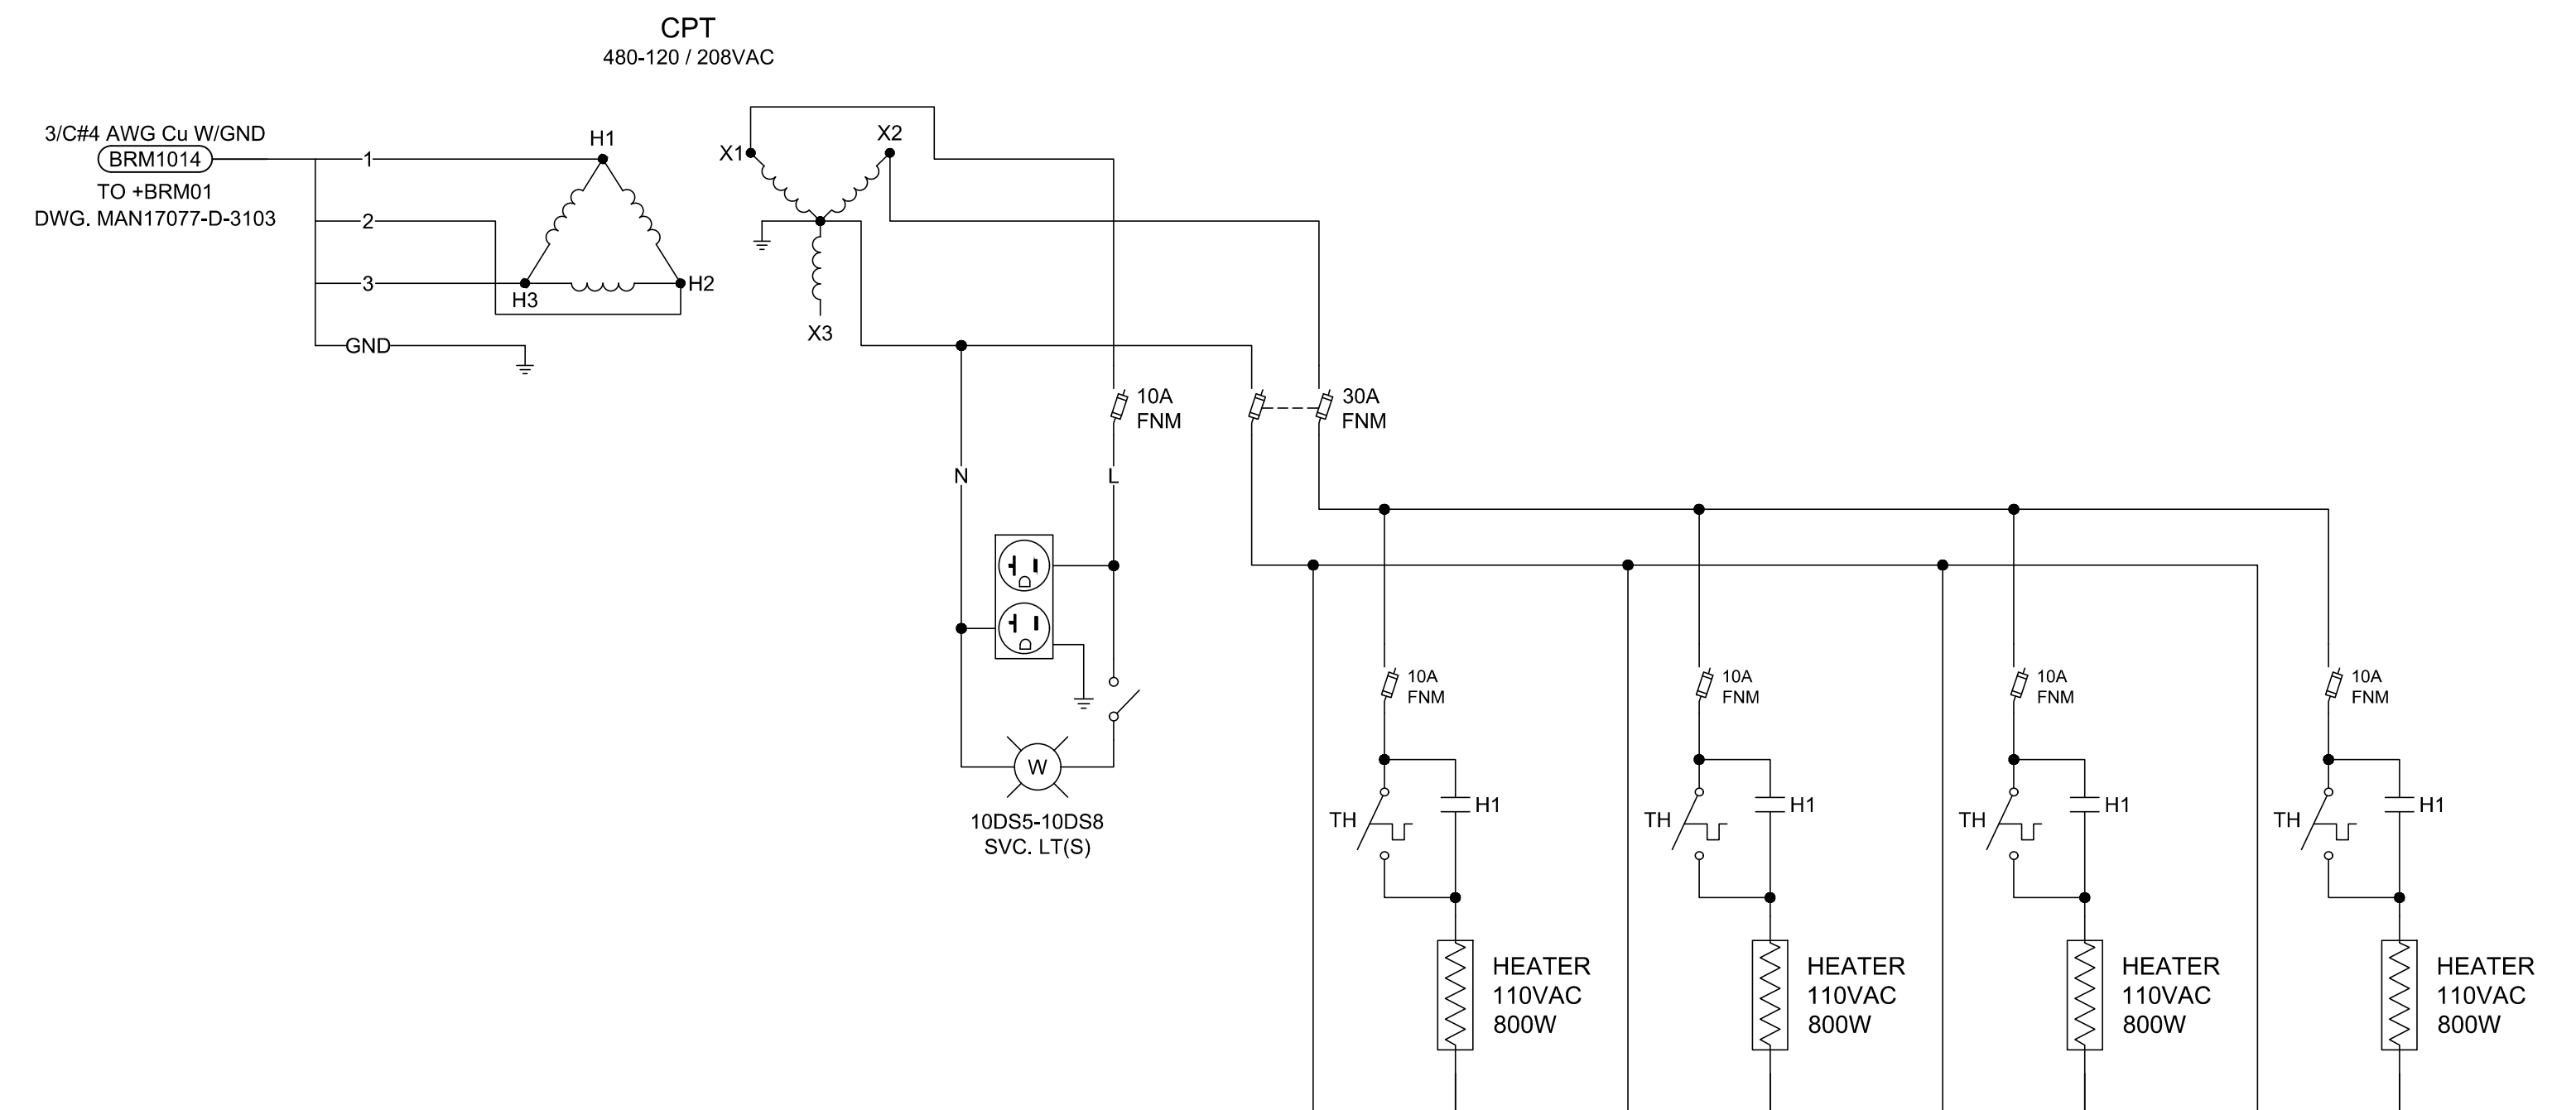 CPT
480-120 / 208VAC
3/C#4 AWG Cu W/GND
BRM1014
TO +BRM01
DWG. MAN17077-D-3103
1
2
3
GND
H1
H2
H3
X1
X2
X3
10A
FNM
30A
FNM
N
L
W
10DS5-10DS8
SVC. LT(S)
10A
FNM
10A
FNM
10A
FNM
10A
FNM
TH
H1
TH
H1
TH
H1
TH
H1
HEATER
110VAC
800W
HEATER
110VAC
800W
HEATER
110VAC
800W
HEATER
110VAC
800W